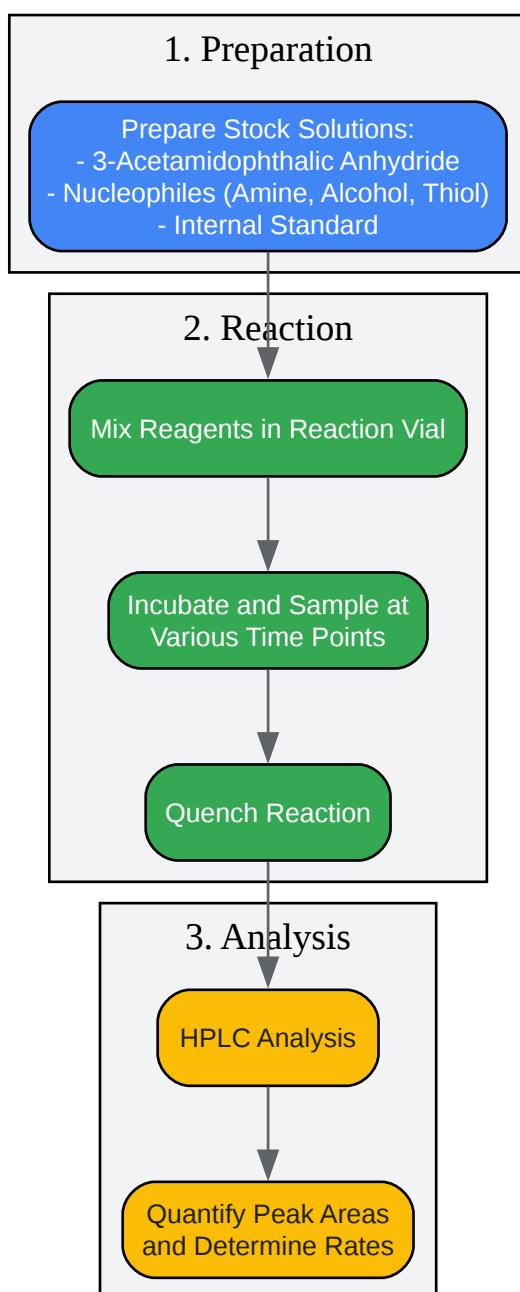 1. Preparation
Prepare Stock Solutions:
- 3-Acetamidophthalic Anhydride
- Nucleophiles (Amine, Alcohol, Thiol)
- Internal Standard
2. Reaction
Mix Reagents in Reaction Vial
Incubate and Sample at
Various Time Points
Quench Reaction
3. Analysis
HPLC Analysis
Quantify Peak Areas
and Determine Rates